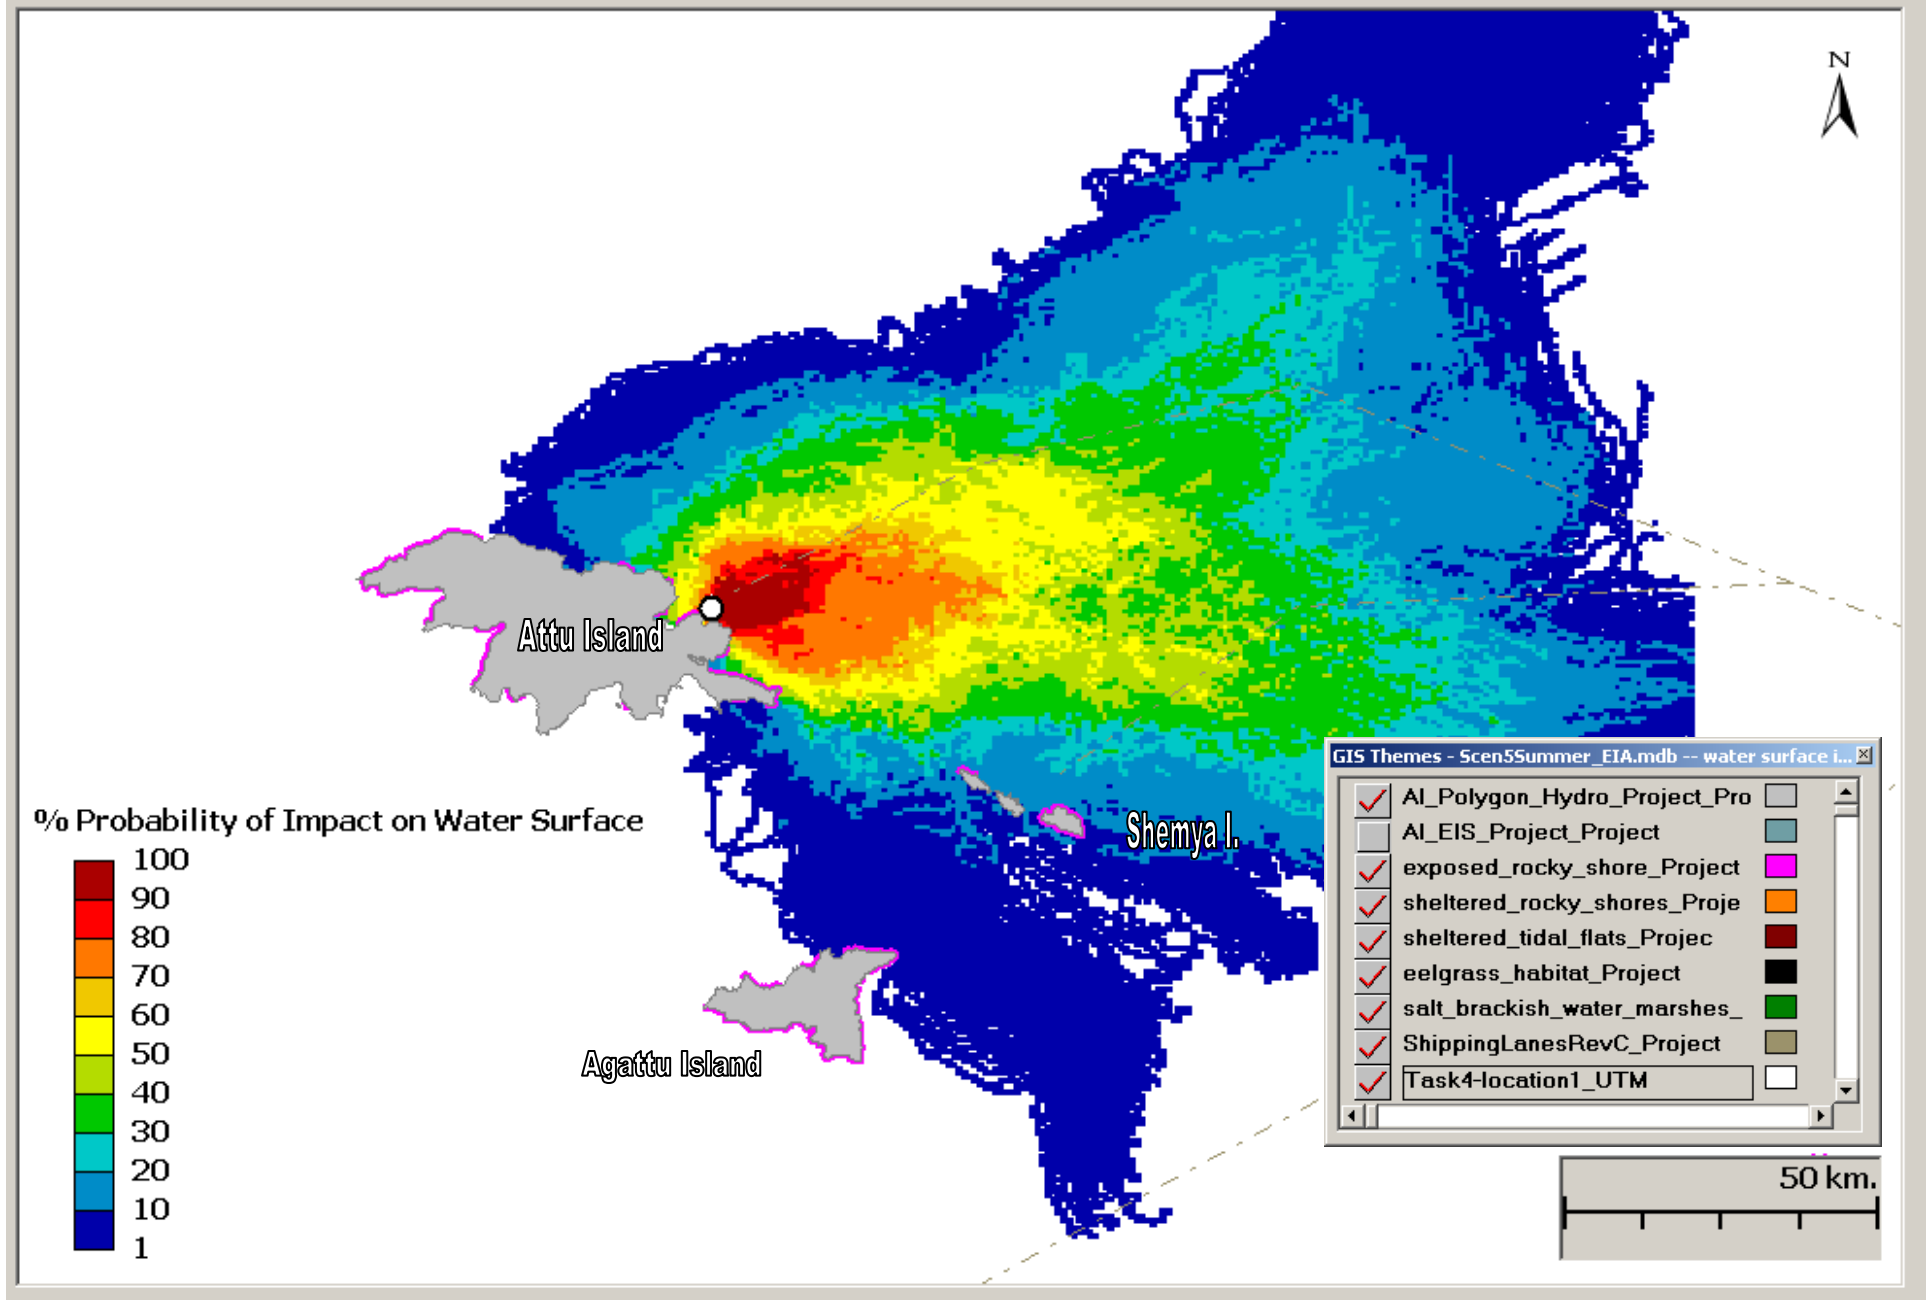 N
Attu Island
% Probability of Impact on Water Surface
100
90
80
70
60
50
40
30
20
10
1
Shemya I.
Agattu Island
GIS Themes - Scen5Summer_EIA.mdb -- water surface i...
AI_Polygon_Hydro_Project_Pro
AI_EIS_Project_Project
exposed_rocky_shore_Project
sheltered_rocky_shores_Proje
sheltered_tidal_flats_Projec
eelgrass_habitat_Project
salt_brackish_water_marshes_
ShippingLanesRevC_Project
Task4-location1_UTM
50 km.